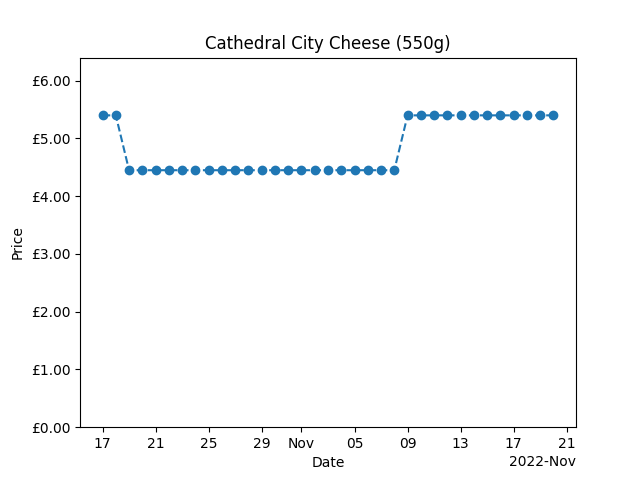 Cathedral City Cheese (550g)
£6.00
£5.00
£4.00
£3.00
£2.00
£1.00
£0.00
Price
17 21 25 29 Nov 05 09 13 17 21
Date
2022-Nov